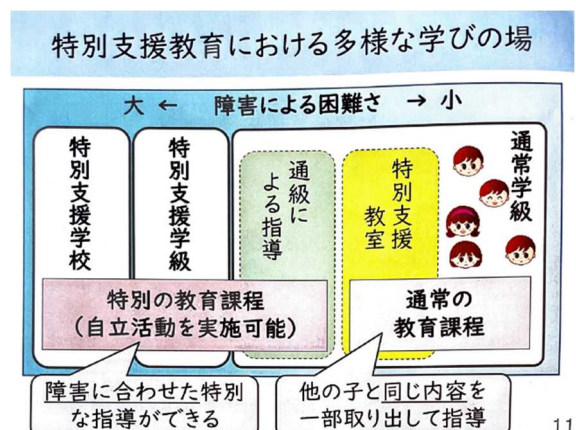 特別支援教育における多様な学びの場
大 ← 障害による困難さ → 小
特別支援学校
特別支援学級
通級に
よる指導
特別支援
教室
通常学級
特別の教育課程
（自立活動を実施可能）
通常の
教育課程
障害に合わせた特別
な指導ができる
他の子と同じ内容を
一部取り出して指導
11